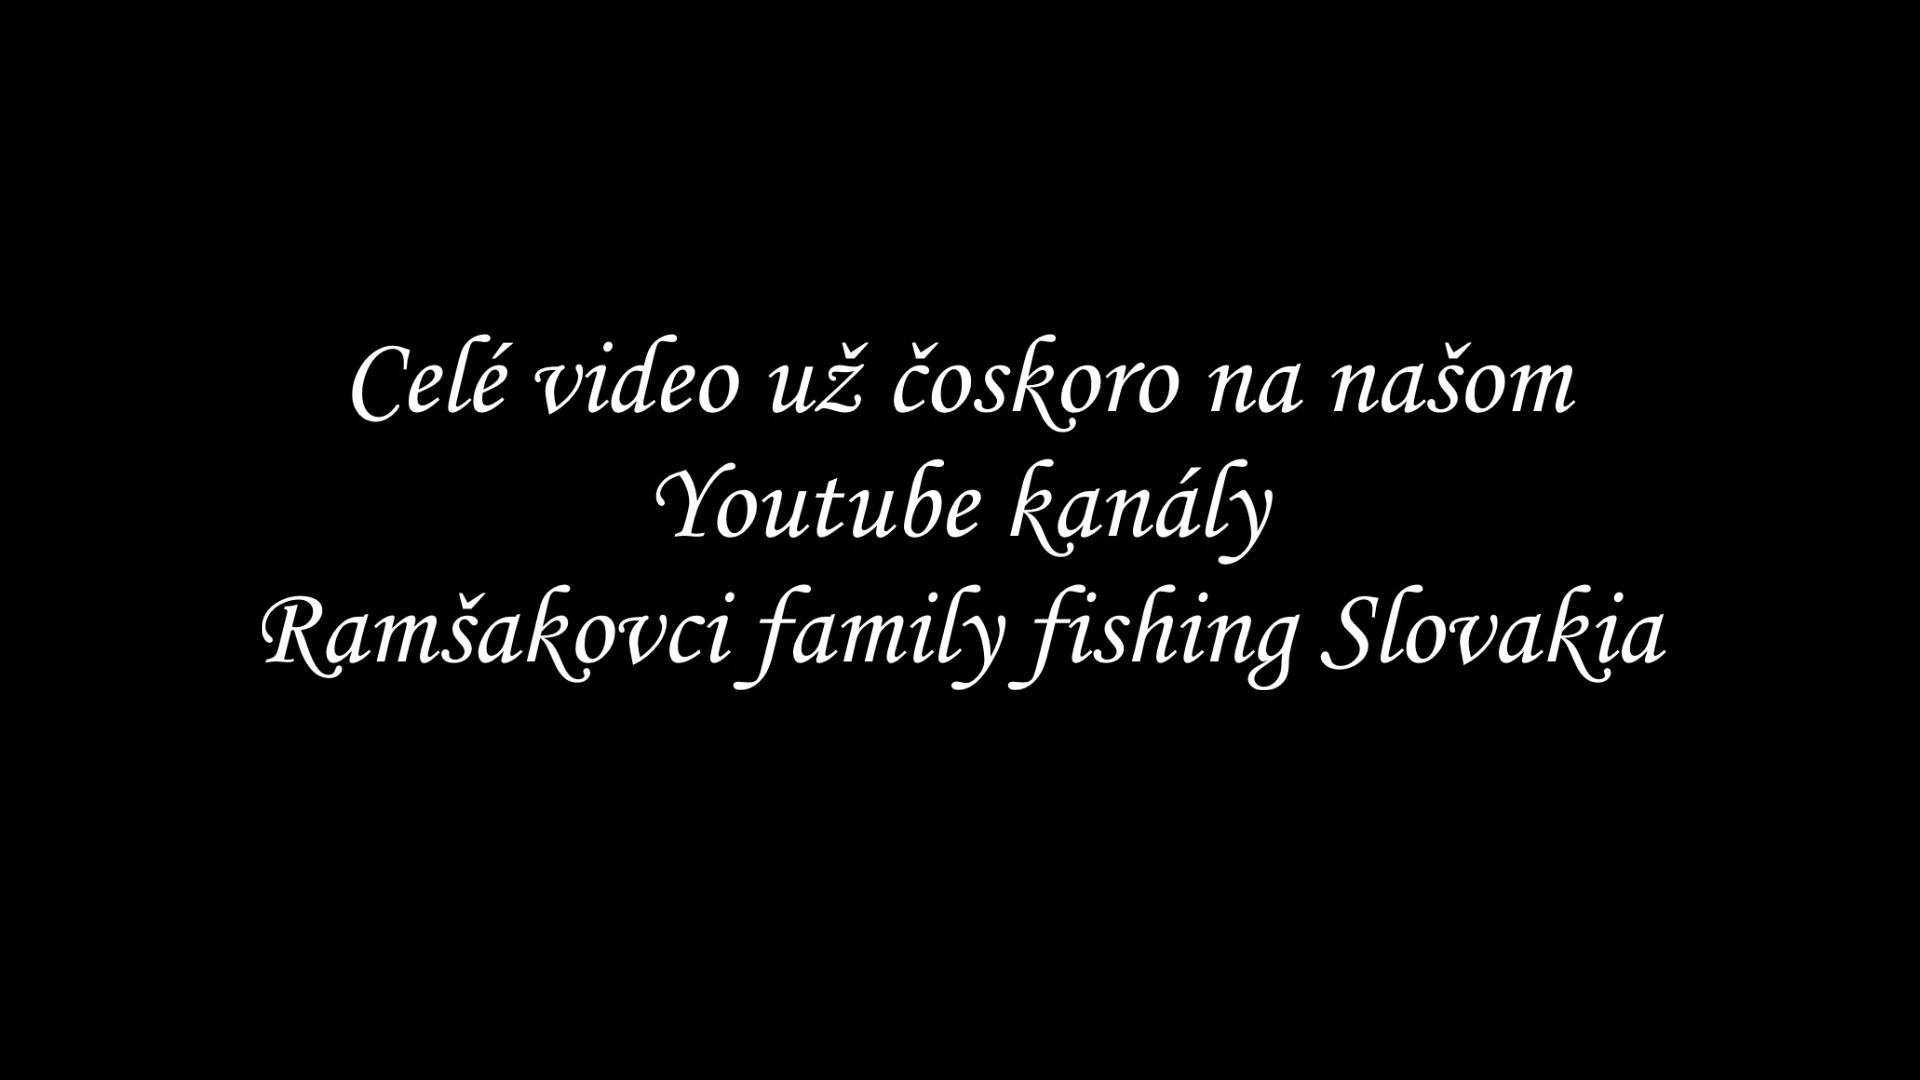 Celé video už čoskoro na našom
Youtube kanály
Ramšakovci family fishing Slovakia